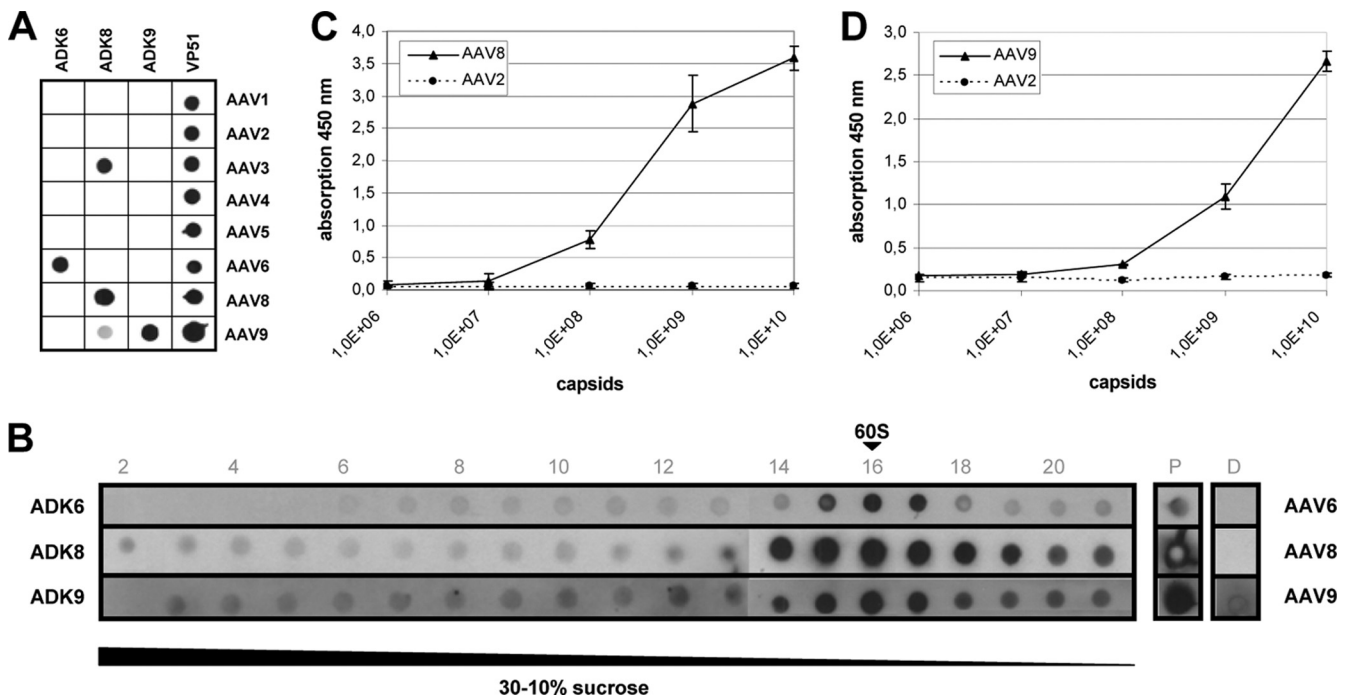 A
ADK6 ADK8 ADK9 VP51
AAV1
AAV2
AAV3
AAV4
AAV5
AAV6
AAV8
AAV9
C
4,0
3,5
3,0
2,5
2,0
1,5
1,0
0,5
0,0
absorption 450 nm
AAV8
AAV2
1,0E+06 1,0E+07 1,0E+08 1,0E+09 1,0E+10
capsids
D
3,0
2,5
2,0
1,5
1,0
0,5
0,0
absorption 450 nm
AAV9
AAV2
1,0E+06 1,0E+07 1,0E+08 1,0E+09 1,0E+10
capsids
B
60S
2 4 6 8 10 12 14 16 18 20 P D
ADK6 AAV6
ADK8 AAV8
ADK9 AAV9
30-10% sucrose